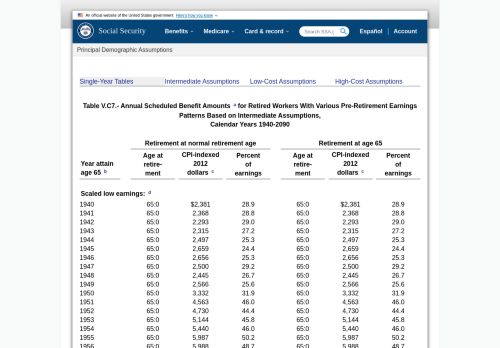 An official website of the United States government. Here's how you know
Social Security
Benefits Medicare Card & record Search SSA.g Español Account
Principal Demographic Assumptions
Single-Year Tables Intermediate Assumptions Low-Cost Assumptions High-Cost Assumptions
Table V.C7.- Annual Scheduled Benefit Amounts a for Retired Workers With Various Pre-Retirement Earnings
Patterns Based on Intermediate Assumptions,
Calendar Years 1940-2090
Retirement at normal retirement age Retirement at age 65
Year attain age 65 b Age at retire-ment CPI-indexed 2012 dollars c Percent of earnings Age at retire-ment CPI-indexed 2012 dollars c Percent of earnings
Scaled low earnings: d
1940 65:0 $2,381 28.9 65:0 $2,381 28.9
1941 65:0 2,368 28.8 65:0 2,368 28.8
1942 65:0 2,293 29.0 65:0 2,293 29.0
1943 65:0 2,315 27.2 65:0 2,315 27.2
1944 65:0 2,497 25.3 65:0 2,497 25.3
1945 65:0 2,659 24.4 65:0 2,659 24.4
1946 65:0 2,656 25.3 65:0 2,656 25.3
1947 65:0 2,500 29.2 65:0 2,500 29.2
1948 65:0 2,445 26.7 65:0 2,445 26.7
1949 65:0 2,566 25.6 65:0 2,566 25.6
1950 65:0 3,332 31.9 65:0 3,332 31.9
1951 65:0 4,563 46.0 65:0 4,563 46.0
1952 65:0 4,730 44.4 65:0 4,730 44.4
1953 65:0 5,144 45.8 65:0 5,144 45.8
1954 65:0 5,440 46.0 65:0 5,440 46.0
1955 65:0 5,987 50.2 65:0 5,987 50.2
1956 65:0 5,988 48.7 65:0 5,988 48.7